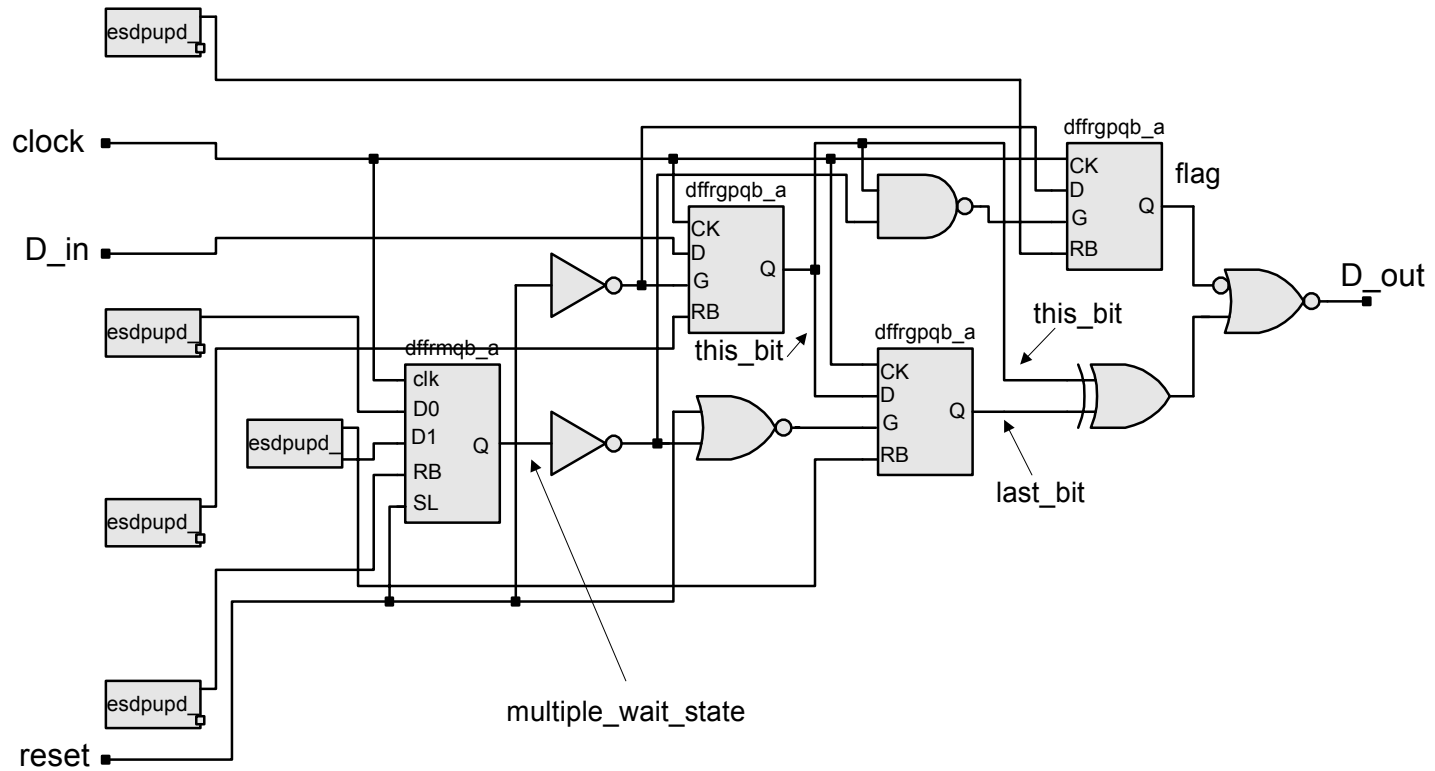 esdpupd_
clock
dffrgpqb_a
CK
D
G
RB
Q
flag
D_in
dffrgpqb_a
CK
D
G
RB
Q
this_bit
D_out
this_bit
esdpupd_
dffrmqb_a
clk
D0
D1
RB
SL
Q
dffrgpqb_a
CK
D
G
RB
Q
last_bit
esdpupd_
esdpupd_
multiple_wait_state
esdpupd_
reset